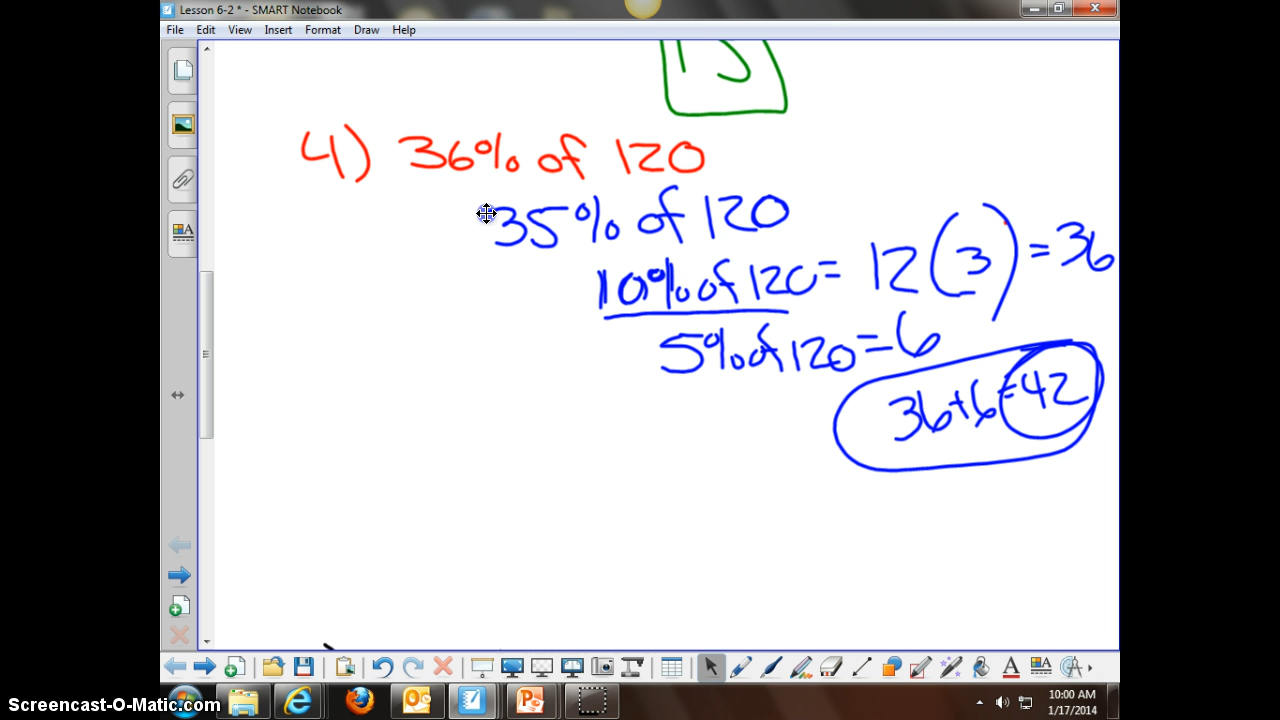 Lesson 6-2 * - SMART Notebook
File Edit View Insert Format Draw Help
4) 36% of 120
35% of 120
10% of 120 = 12(3) = 36
5% of 120 = 6
36+6=42
Screencast-O-Matic.com
10:00 AM
1/17/2014